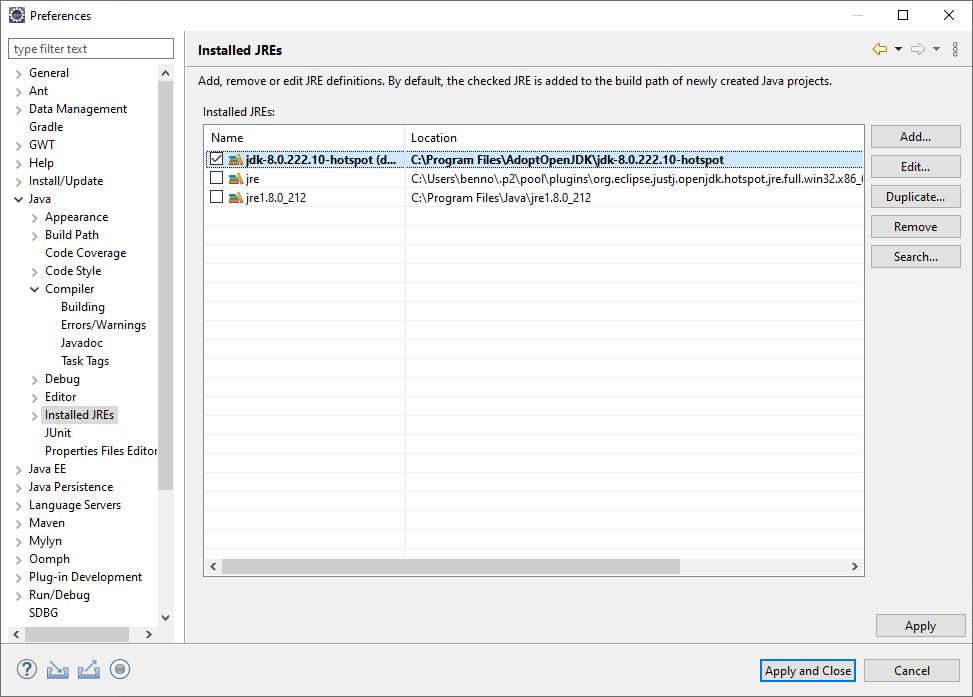 Preferences
type filter text
General
Ant
Data Management
Gradle
GWT
Help
Install/Update
Java
Appearance
Build Path
Code Coverage
Code Style
Compiler
Building
Errors/Warnings
Javadoc
Task Tags
Debug
Editor
Installed JREs
JUnit
Properties Files Editor
Java EE
Java Persistence
Language Servers
Maven
Mylyn
Oomph
Plug-in Development
Run/Debug
SDBG
Installed JREs
Add, remove or edit JRE definitions. By default, the checked JRE is added to the build path of newly created Java projects.
Installed JREs:
Name Location
jdk-8.0.222.10-hotspot (d... C:\Program Files\AdoptOpenJDK\jdk-8.0.222.10-hotspot
jre C:\Users\benno\.p2\pool\plugins\org.eclipse.justj.openjdk.hotspot.jre.full.win32.x86_6
jre1.8.0_212 C:\Program Files\Java\jre1.8.0_212
Add...
Edit...
Duplicate...
Remove
Search...
Apply
?
Apply and Close Cancel